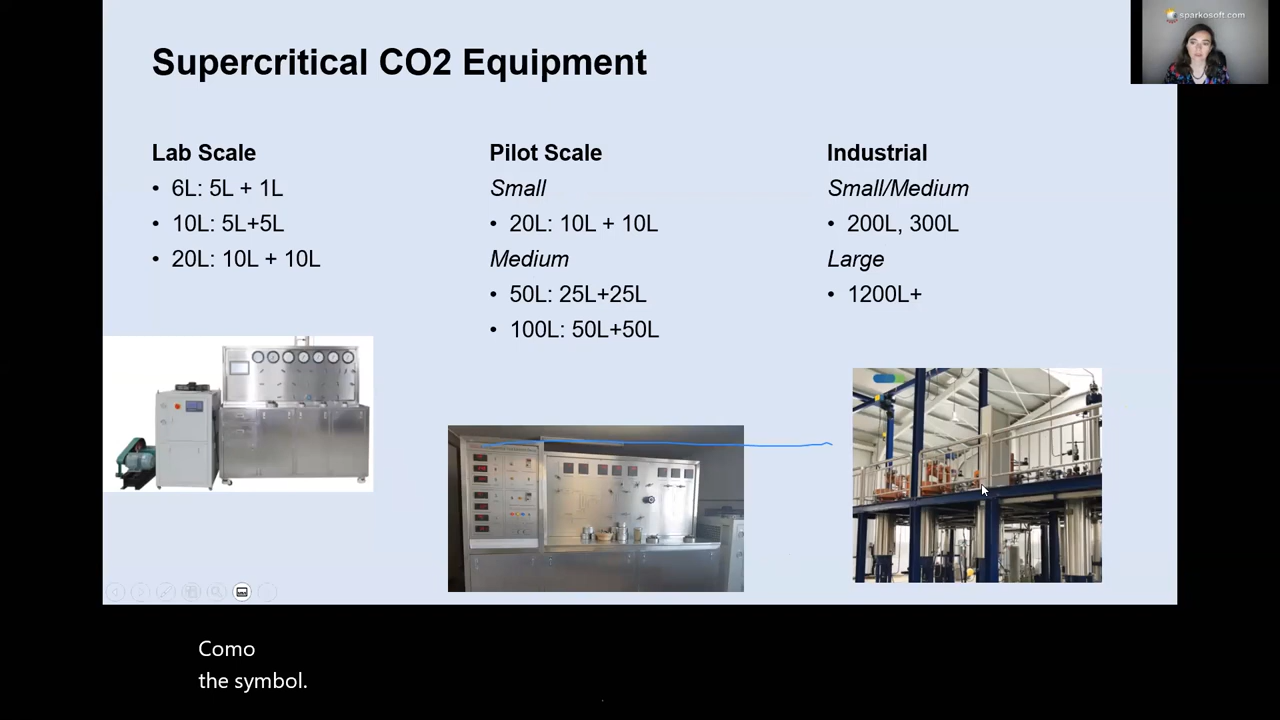 sparkosoft.com
Supercritical CO2 Equipment
Lab Scale
• 6L: 5L + 1L
• 10L: 5L+5L
• 20L: 10L + 10L
Pilot Scale
Small
• 20L: 10L + 10L
Medium
• 50L: 25L+25L
• 100L: 50L+50L
Industrial
Small/Medium
• 200L, 300L
Large
• 1200L+
Como
the symbol.